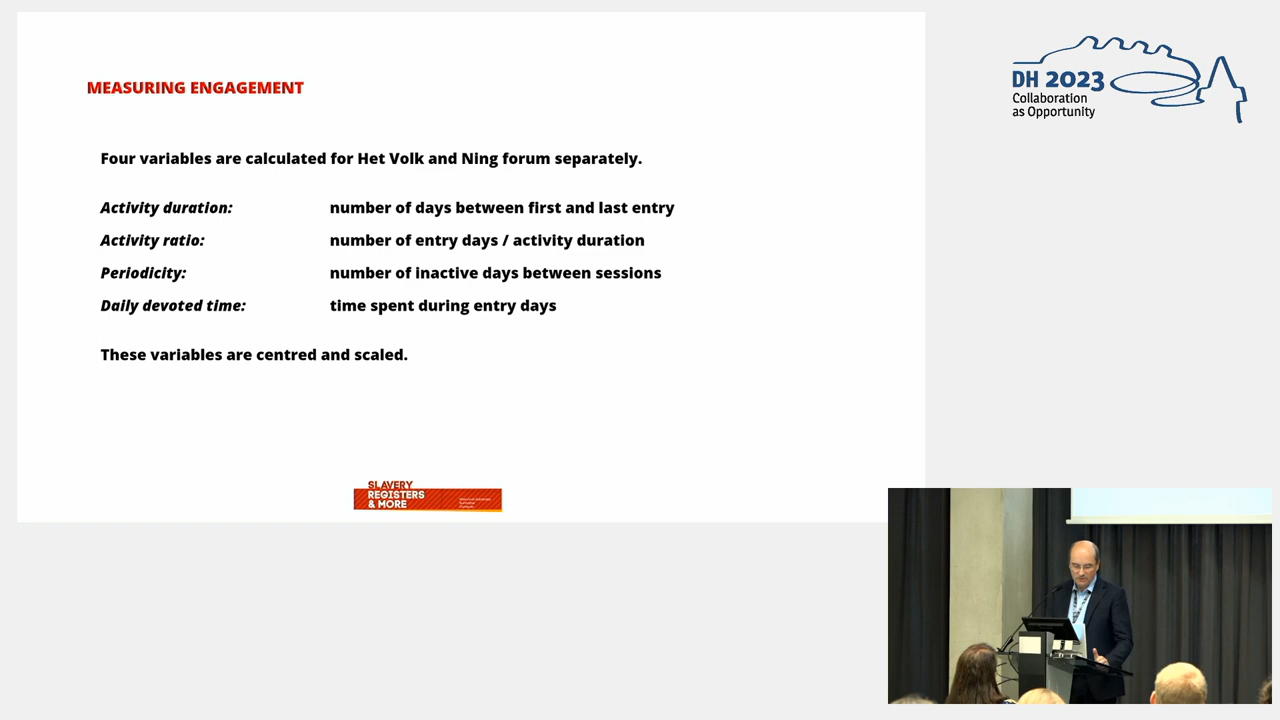 MEASURING ENGAGEMENT
Four variables are calculated for Het Volk and Ning forum separately.
Activity duration: number of days between first and last entry
Activity ratio: number of entry days / activity duration
Periodicity: number of inactive days between sessions
Daily devoted time: time spent during entry days
These variables are centred and scaled.
SLAVERY
REGISTERS
& MORE
DH 2023
Collaboration
as Opportunity